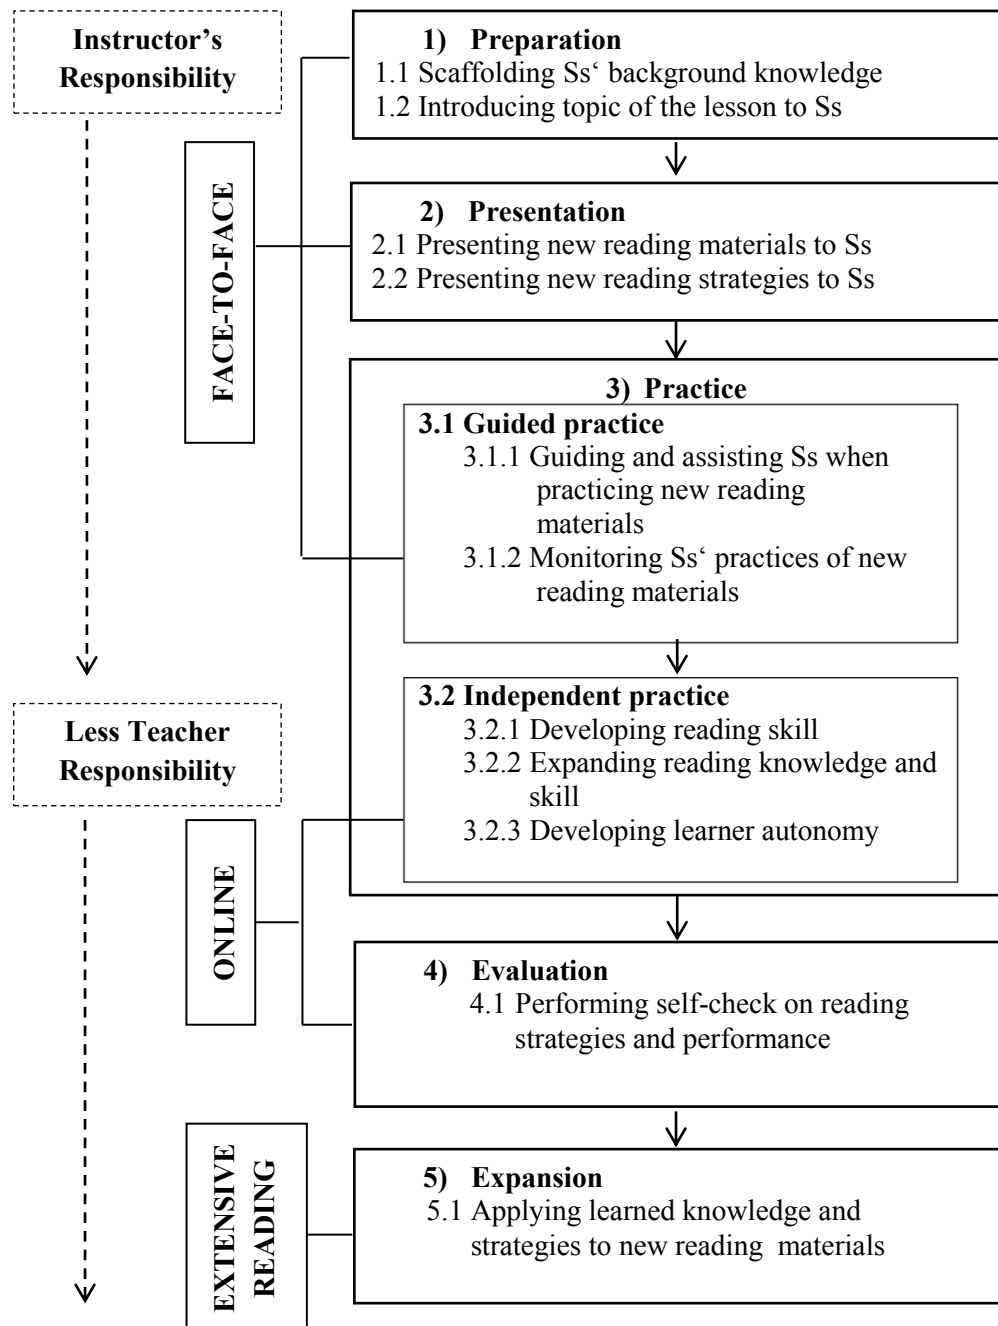 Instructor's
Responsibility
1) Preparation
1.1 Scaffolding Ss‘ background knowledge
1.2 Introducing topic of the lesson to Ss
FACE-TO-FACE
2) Presentation
2.1 Presenting new reading materials to Ss
2.2 Presenting new reading strategies to Ss
3) Practice
3.1 Guided practice
3.1.1 Guiding and assisting Ss when
practicing new reading
materials
3.1.2 Monitoring Ss‘ practices of new
reading materials
Less Teacher
Responsibility
3.2 Independent practice
3.2.1 Developing reading skill
3.2.2 Expanding reading knowledge and
skill
3.2.3 Developing learner autonomy
ONLINE
4) Evaluation
4.1 Performing self-check on reading
strategies and performance
EXTENSIVE
READING
5) Expansion
5.1 Applying learned knowledge and
strategies to new reading materials